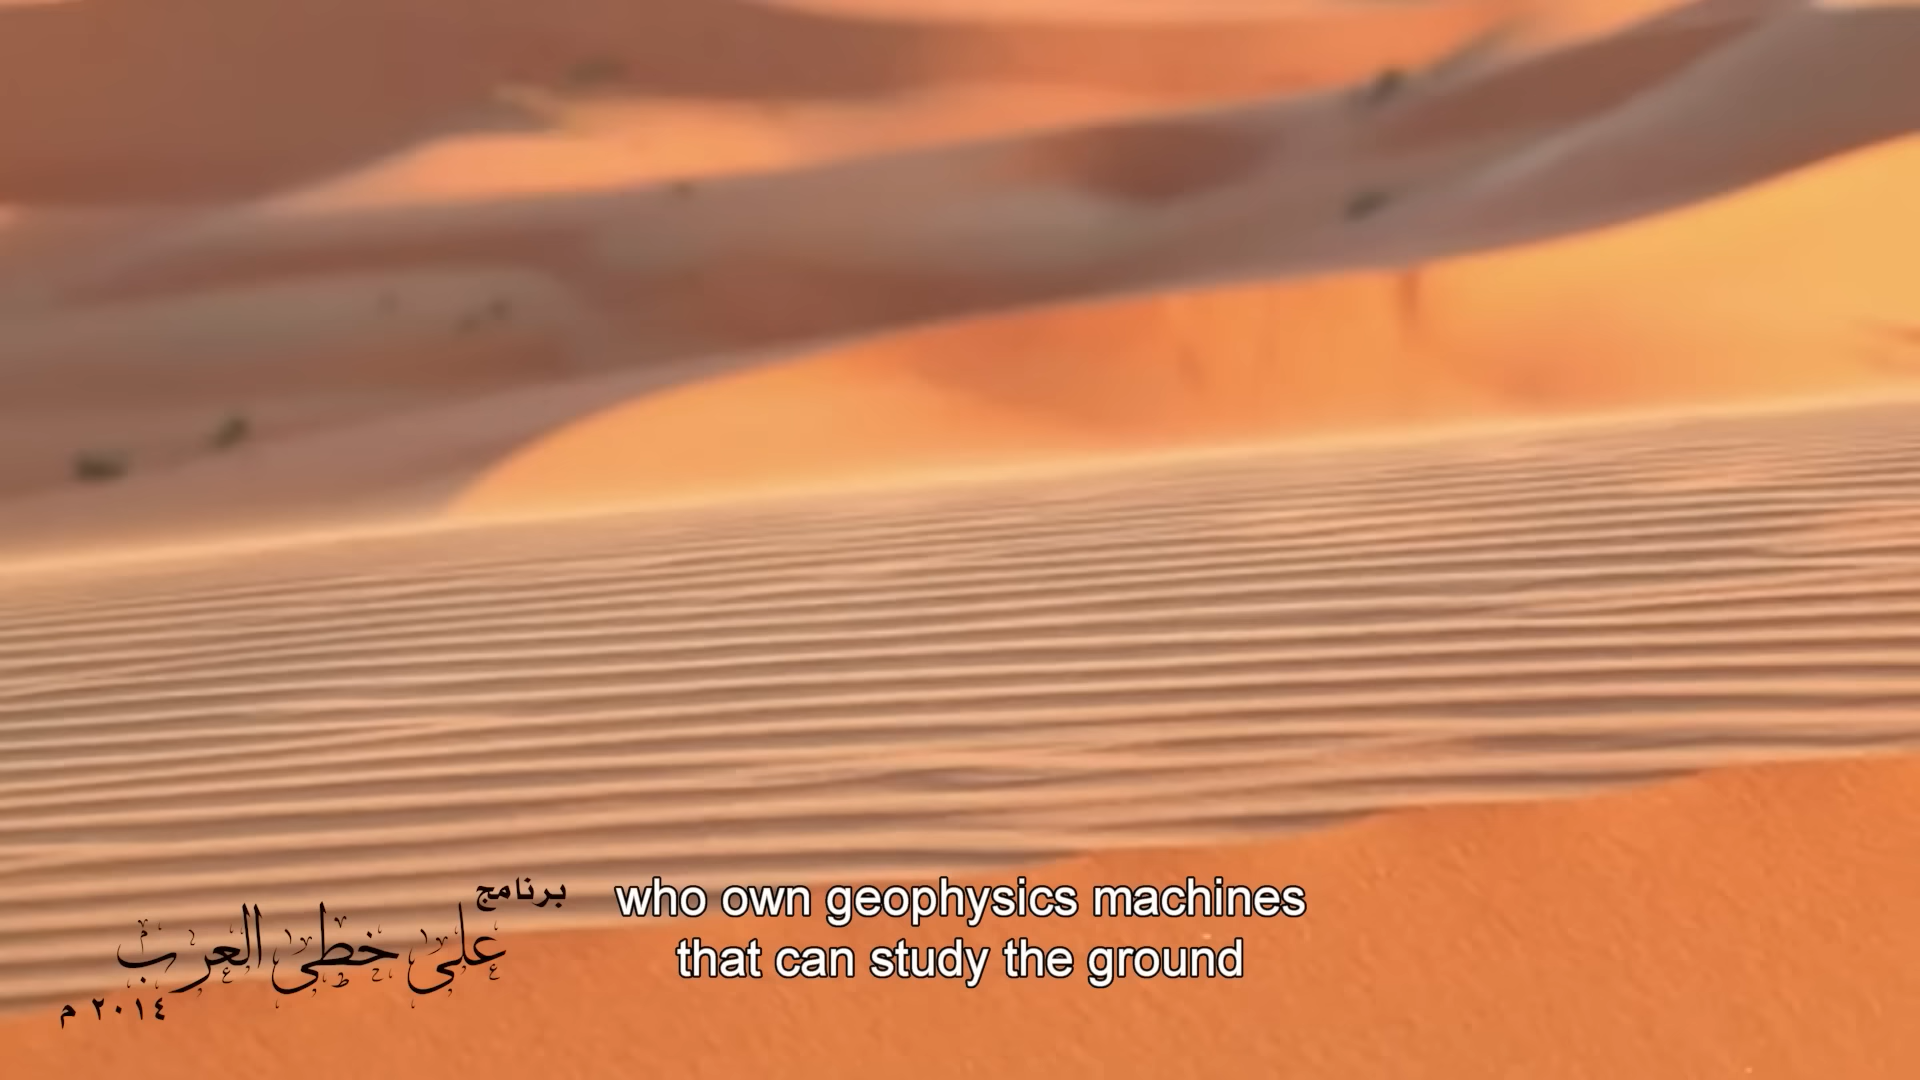 برنامج
على خطى العرب
٢٠١٤ م
who own geophysics machines
that can study the ground